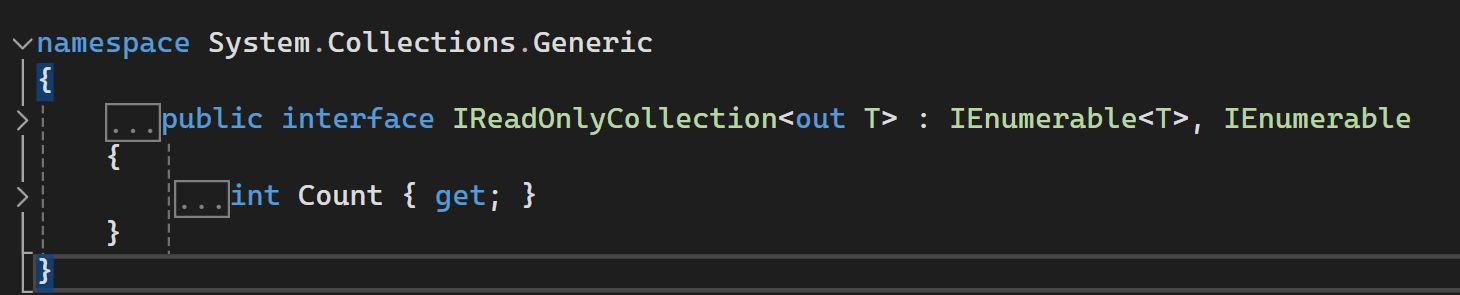 namespace System.Collections.Generic
{
...public interface IReadOnlyCollection<out T> : IEnumerable<T>, IEnumerable
{
...int Count { get; }
}
}